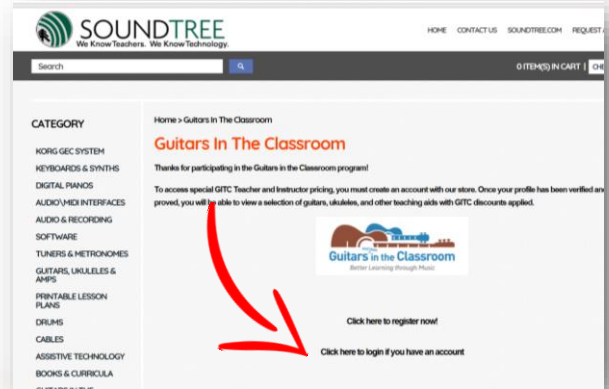 SOUNDTREE
We Know Teachers. We Know Technology.
HOME CONTACT US SOUNDTREE.COM REQUEST
Search
0 ITEM(S) IN CART |
CATEGORY
KORG GEC SYSTEM
KEYBOARDS & SYNTHS
DIGITAL PIANOS
AUDIO\MIDI INTERFACES
AUDIO & RECORDING
SOFTWARE
TUNERS & METRONOMES
GUITARS, UKULELES &
AMPS
PRINTABLE LESSON
PLANS
DRUMS
CABLES
ASSISTIVE TECHNOLOGY
BOOKS & CURRICULA
Home > Guitars In The Classroom
Guitars In The Classroom
Thanks for participating in the Guitars in the Classroom program!
To access special GITC Teacher and Instructor pricing, you must create an account with our store. Once your profile has been verified and
proved, you will be able to view a selection of guitars, ukuleles, and other teaching aids with GITC discounts applied.
Guitars in the Classroom
Better Learning through Music
Click here to register now!
Click here to login if you have an account